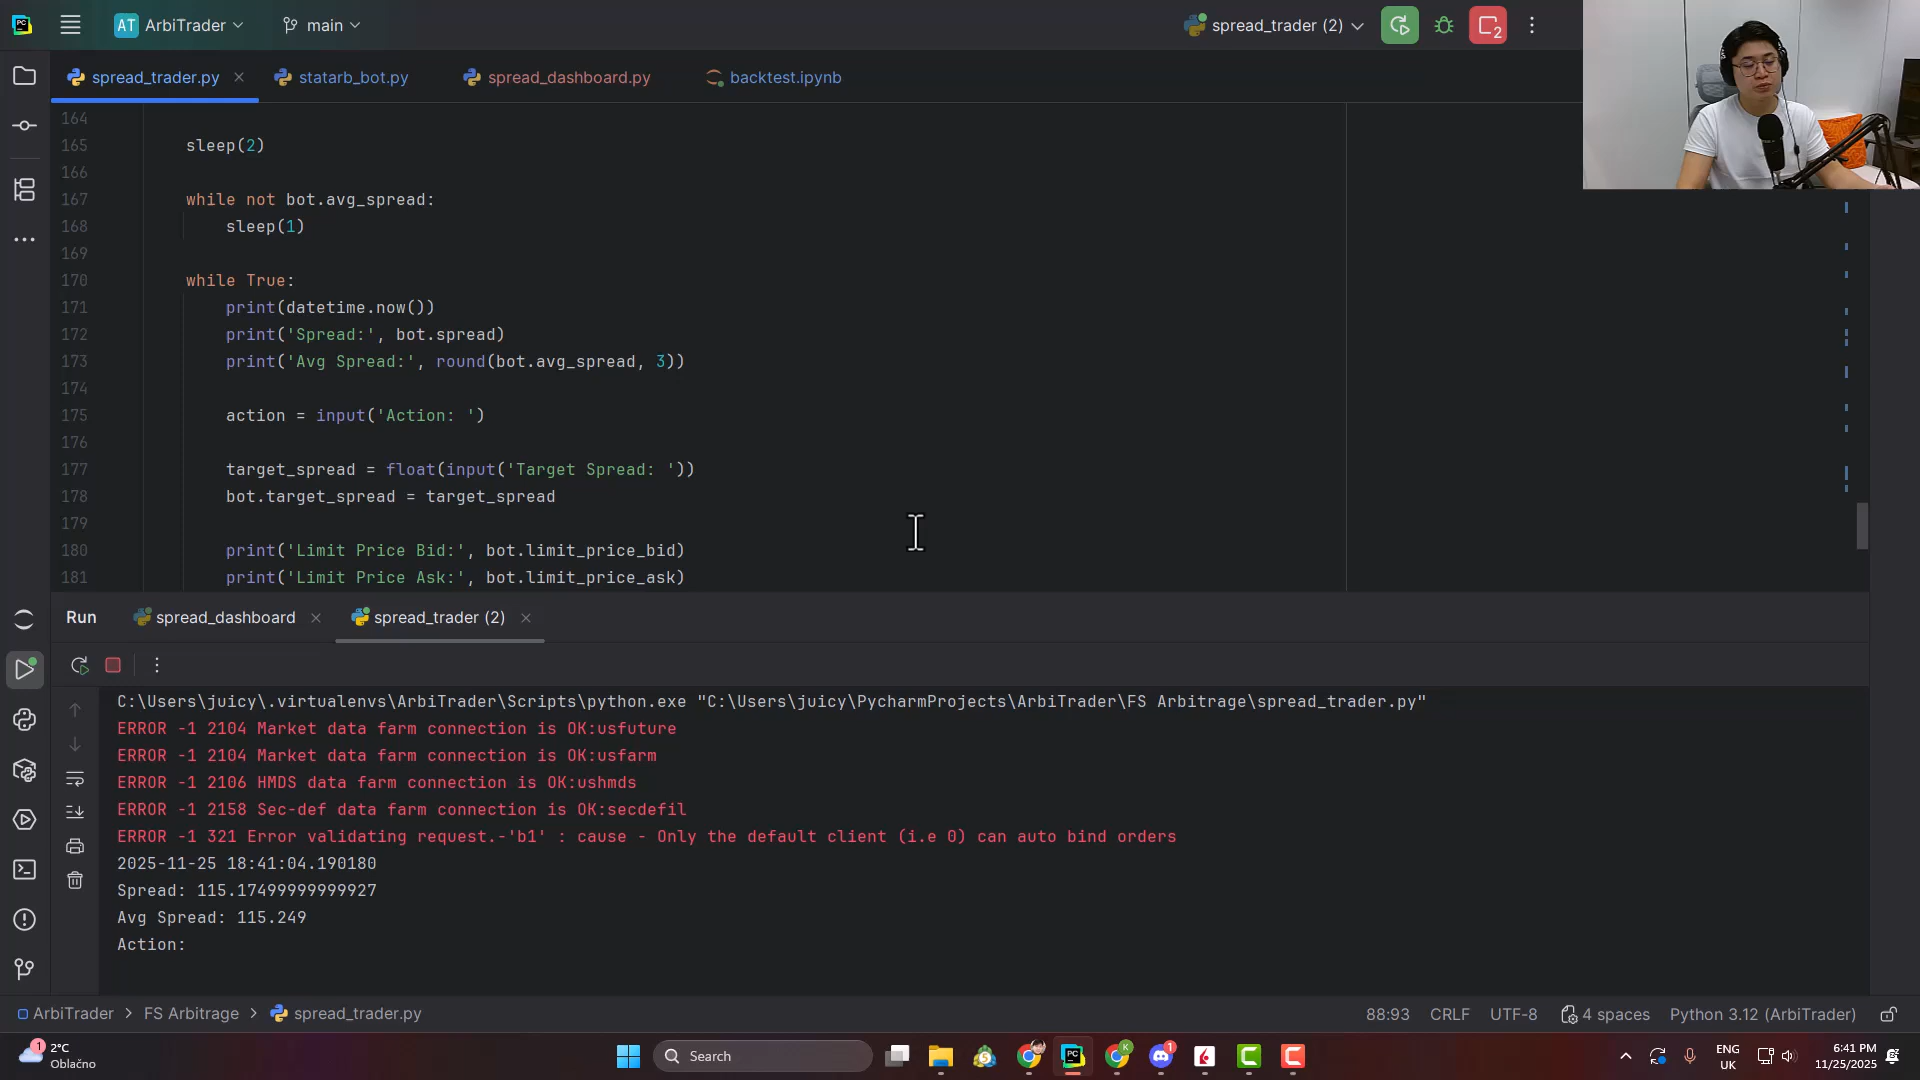 PC
AT ArbiTrader
main
spread_trader (2)
2
spread_trader.py
statarb_bot.py
spread_dashboard.py
backtest.ipynb
164
165 sleep(2)
166
167 while not bot.avg_spread:
168 sleep(1)
169
170 while True:
171 print(datetime.now())
172 print('Spread:', bot.spread)
173 print('Avg Spread:', round(bot.avg_spread, 3))
174
175 action = input('Action: ')
176
177 target_spread = float(input('Target Spread: '))
178 bot.target_spread = target_spread
179
180 print('Limit Price Bid:', bot.limit_price_bid)
181 print('Limit Price Ask:', bot.limit_price_ask)
Run
spread_dashboard
spread_trader (2)
C:\Users\juicy\.virtualenvs\ArbiTrader\Scripts\python.exe "C:\Users\juicy\PycharmProjects\ArbiTrader\FS Arbitrage\spread_trader.py"
ERROR -1 2104 Market data farm connection is OK:usfuture
ERROR -1 2104 Market data farm connection is OK:usfarm
ERROR -1 2106 HMDS data farm connection is OK:ushmds
ERROR -1 2158 Sec-def data farm connection is OK:secdefil
ERROR -1 321 Error validating request.-'b1' : cause - Only the default client (i.e 0) can auto bind orders
2025-11-25 18:41:04.190180
Spread: 115.17499999999927
Avg Spread: 115.249
Action:
ArbiTrader > FS Arbitrage > spread_trader.py
88:93 CRLF UTF-8 4 spaces Python 3.12 (ArbiTrader)
1
2°C
Oblačno
Search
PC
K
1
ENG
UK
6:41 PM
11/25/2025